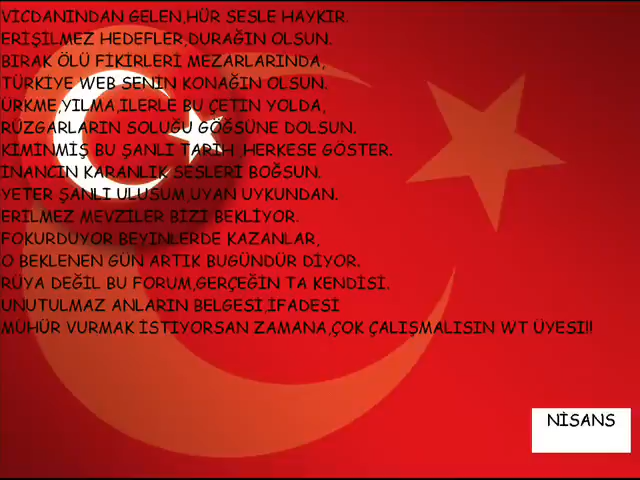 VİCDANINDAN GELEN,HÜR SESLE HAYKIR.
ERİŞİLMEZ HEDEFLER,DURAĞIN OLSUN.
BIRAK ÖLÜ FİKİRLERİ MEZARLARINDA,
TÜRKİYE WEB SENİN KONAĞIN OLSUN.
ÜRKME,YILMA,İLERLE BU ÇETİN YOLDA,
RÜZGARLARIN SOLUĞU GÖĞSÜNE DOLSUN.
KİMİNMİŞ BU ŞANLI TARİH ,HERKESE GÖSTER.
İNANCIN KARANLIK SESLERİ BOĞSUN.
YETER ŞANLI ULUSUM,UYAN UYKUNDAN.
ERİLMEZ MEVZİLER BİZİ BEKLİYOR.
FOKURDUYOR BEYİNLERDE KAZANLAR,
O BEKLENEN GÜN ARTIK BUGÜNDÜR DİYOR.
RÜYA DEĞİL BU FORUM,GERÇEĞİN TA KENDİSİ.
UNUTULMAZ ANLARIN BELGESİ,İFADESİ
MÜHÜR VURMAK İSTİYORSAN ZAMANA,ÇOK ÇALIŞMALISIN WT ÜYESİ!!
NİSANS